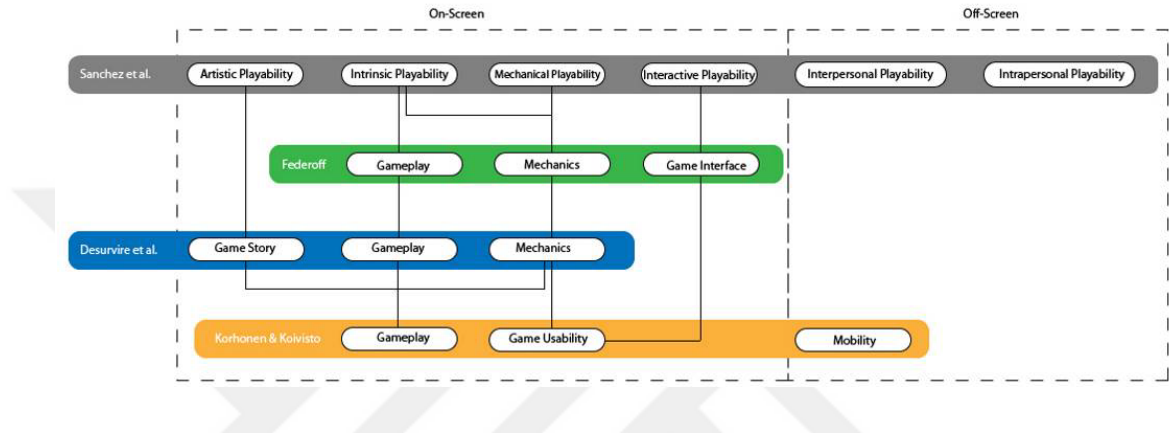 On-Screen
Off-Screen
Sanchez et al.
Artistic Playability
Intrinsic Playability
Mechanical Playability
Interactive Playability
Interpersonal Playability
Intrapersonal Playability
Federoff
Gameplay
Mechanics
Game Interface
Desurvire et al.
Game Story
Gameplay
Mechanics
Korhonen & Koivisto
Gameplay
Game Usability
Mobility